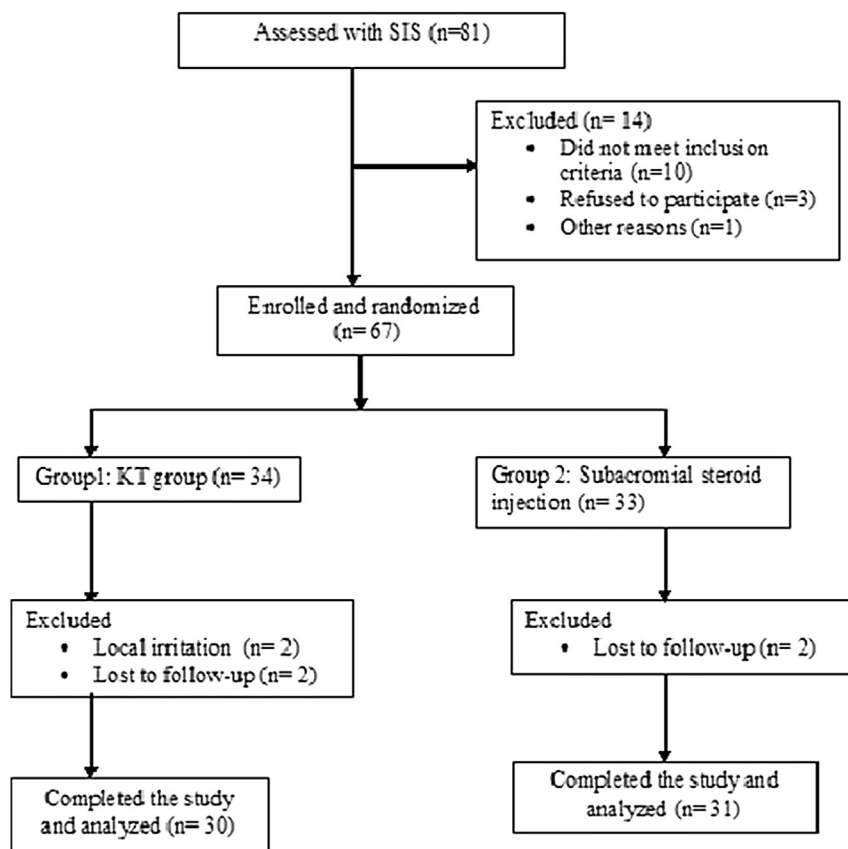 Assessed with SIS (n=81)
Excluded (n= 14)
• Did not meet inclusion
criteria (n=10)
• Refused to participate (n=3)
• Other reasons (n=1)
Enrolled and randomized
(n= 67)
Group1: KT group (n= 34)
Group 2: Subacromial steroid
injection (n= 33)
Excluded
• Local irritation (n= 2)
• Lost to follow-up (n= 2)
Excluded
• Lost to follow-up (n= 2)
Completed the study
and analyzed (n= 30)
Completed the study and
analyzed (n= 31)